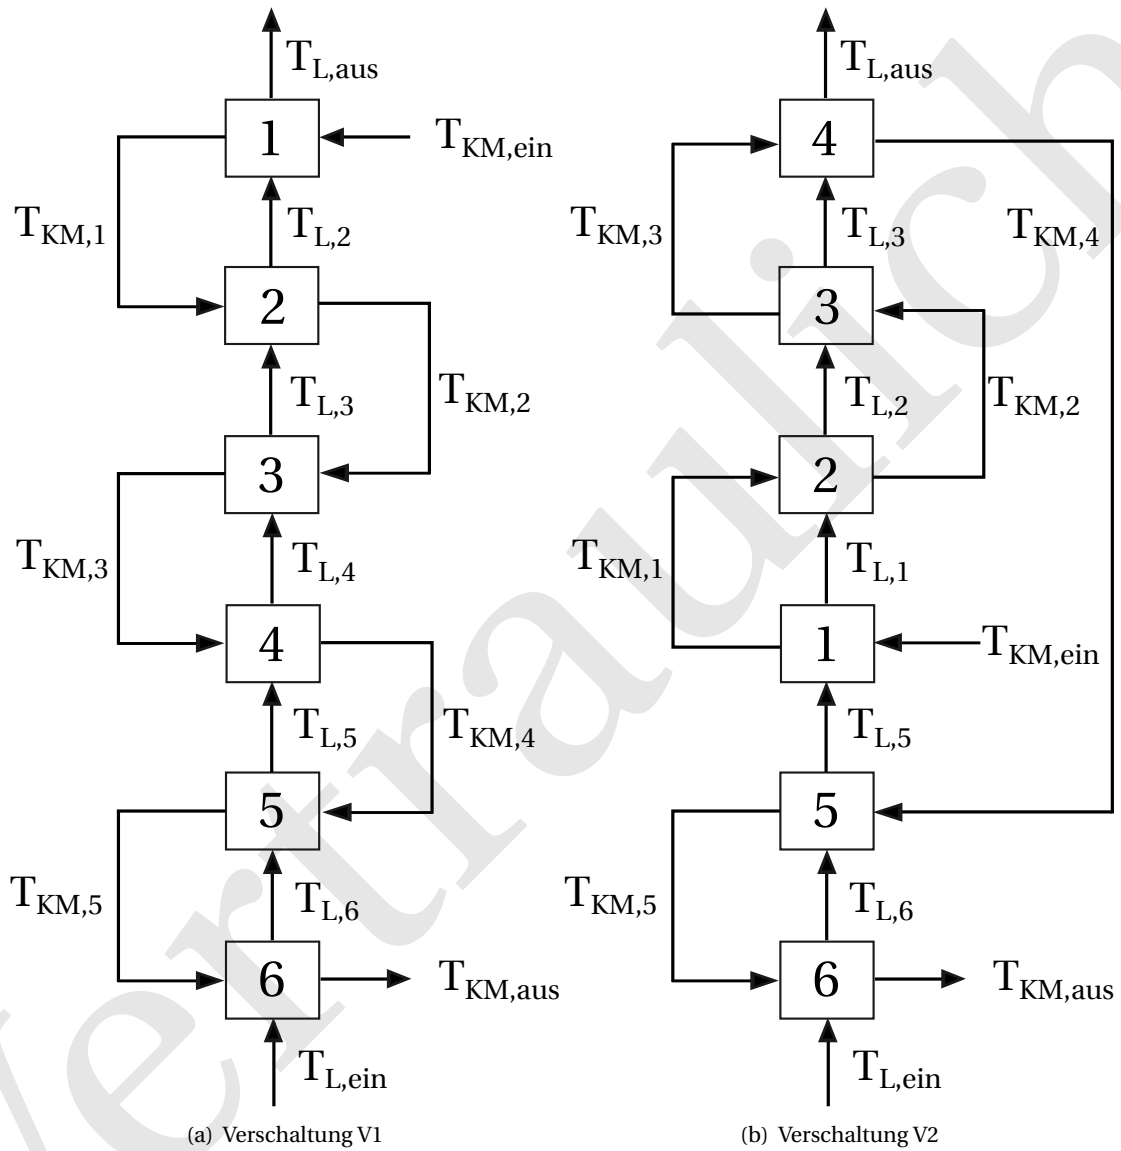 T_L,aus
1
T_KM,ein
T_KM,1
T_L,2
2
T_L,3
T_KM,2
3
T_KM,3
T_L,4
4
T_L,5
T_KM,4
5
T_KM,5
T_L,6
6
T_KM,aus
T_L,ein
(a) Verschaltung V1
T_L,aus
4
T_KM,3
T_L,3
T_KM,4
3
T_L,2
T_KM,2
2
T_KM,1
T_L,1
1
T_KM,ein
T_L,5
5
T_KM,5
T_L,6
6
T_KM,aus
T_L,ein
(b) Verschaltung V2
Vertraulich